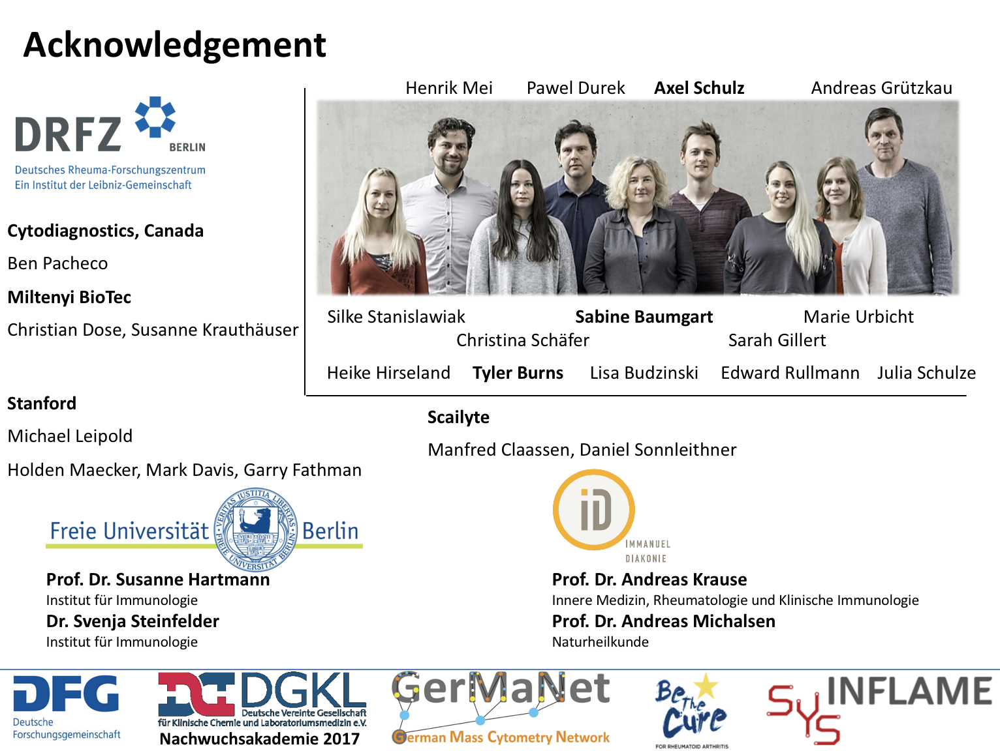 Acknowledgement
DRFZ
BERLIN
Deutsches Rheuma-Forschungszentrum
Ein Institut der Leibniz-Gemeinschaft
Cytodiagnostics, Canada
Ben Pacheco
Miltenyi BioTec
Christian Dose, Susanne Krauthäuser
Henrik Mei Pawel Durek Axel Schulz Andreas Grützkau
Silke Stanislawiak Sabine Baumgart Marie Urbicht
Christina Schäfer Sarah Gillert
Heike Hirseland Tyler Burns Lisa Budzinski Edward Rullmann Julia Schulze
Stanford
Michael Leipold
Holden Maecker, Mark Davis, Garry Fathman
Scailyte
Manfred Claassen, Daniel Sonnleithner
Freie Universität Berlin
VERITAS IUSTITIA LIBERTAS
FREIE UNIVERSITÄT BERLIN
Prof. Dr. Susanne Hartmann
Institut für Immunologie
Dr. Svenja Steinfelder
Institut für Immunologie
iD
IMMANUEL
DIAKONIE
Prof. Dr. Andreas Krause
Innere Medizin, Rheumatologie und Klinische Immunologie
Prof. Dr. Andreas Michalsen
Naturheilkunde
DFG
Deutsche
Forschungsgemeinschaft
DGKL
Deutsche Vereinte Gesellschaft
für Klinische Chemie und Laboratoriumsmedizin e.V.
Nachwuchsakademie 2017
GerMaNet
German Mass Cytometry Network
Be
The
Cure
FOR RHEUMATOID ARTHRITIS
SYS INFLAME